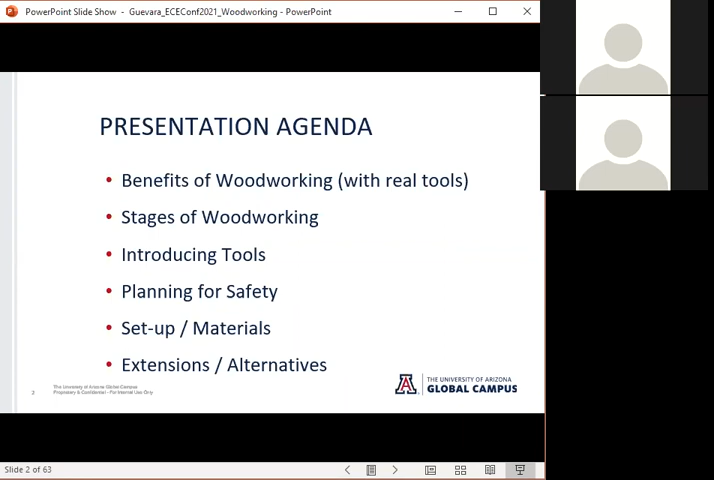 PowerPoint Slide Show - Guevara_ECEConf2021_Woodworking - PowerPoint
PRESENTATION AGENDA
• Benefits of Woodworking (with real tools)
• Stages of Woodworking
• Introducing Tools
• Planning for Safety
• Set-up / Materials
• Extensions / Alternatives
2
The University of Arizona Global Campus
Proprietary & Confidential - For Internal Use Only
THE UNIVERSITY OF ARIZONA
GLOBAL CAMPUS
Slide 2 of 63